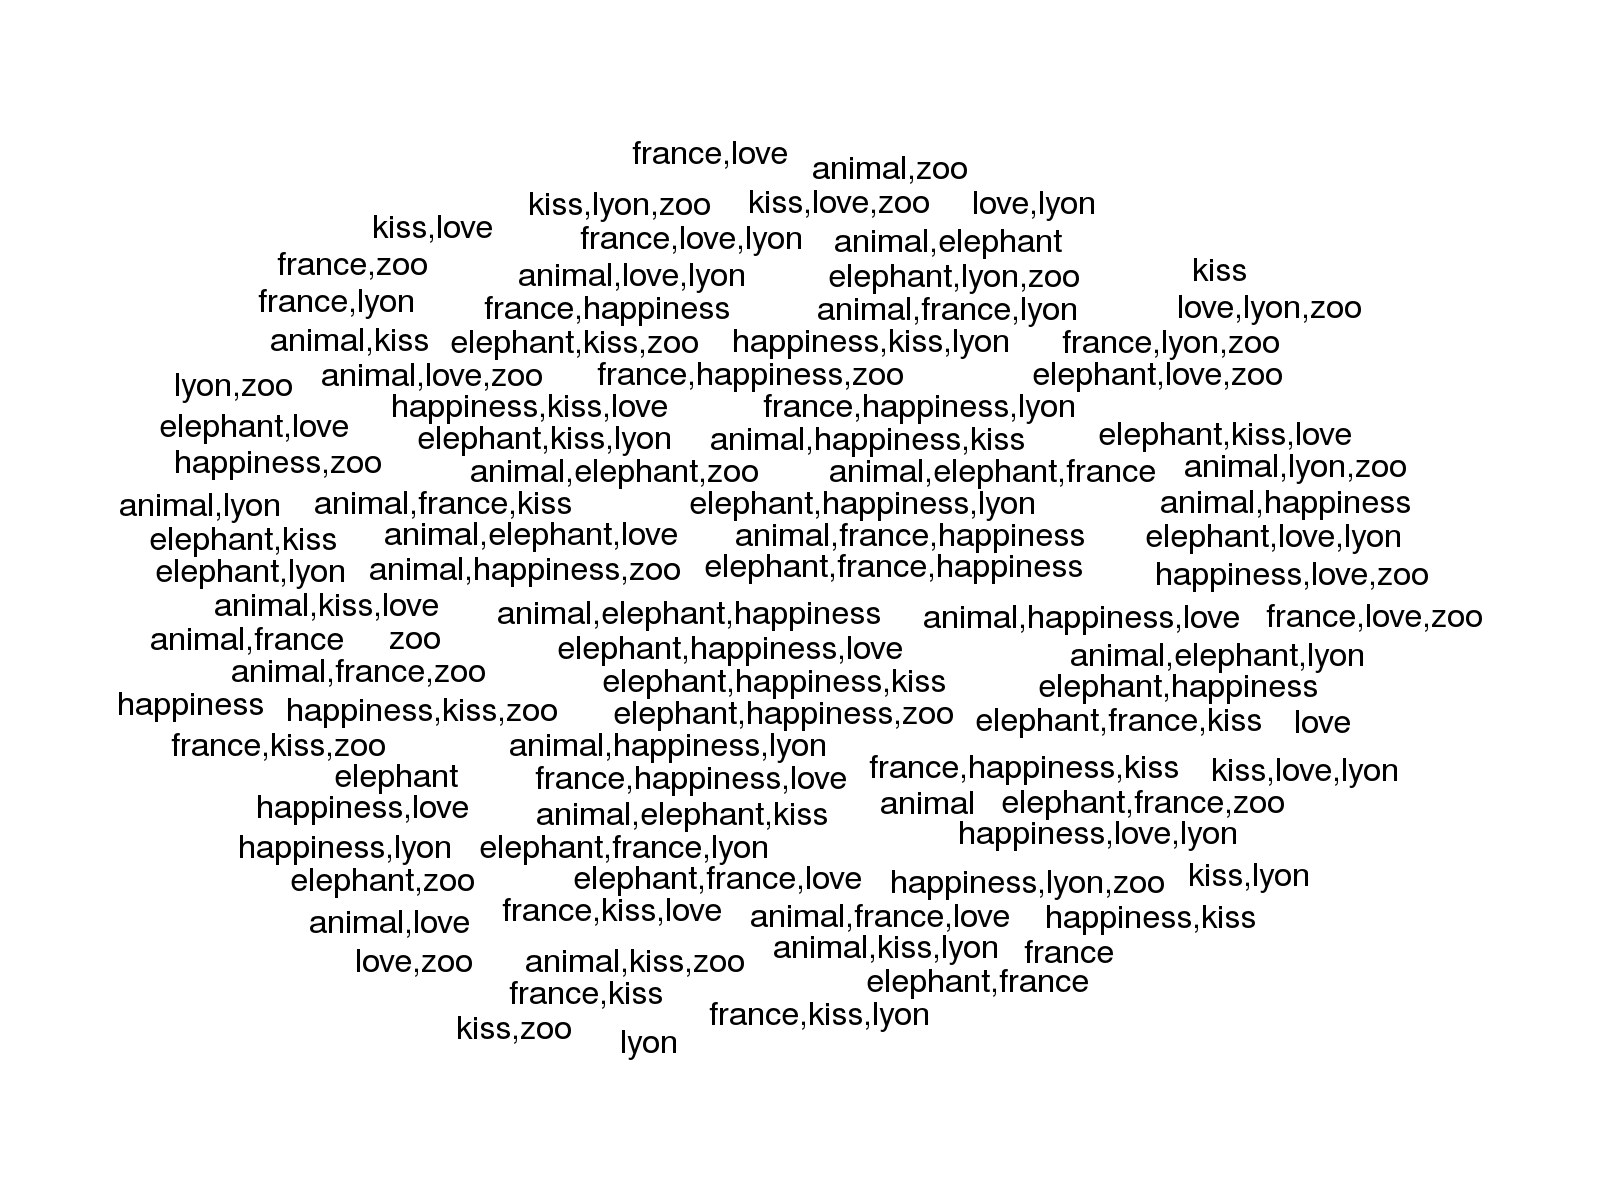 france,love
animal,zoo
kiss,lyon,zoo kiss,love,zoo love,lyon
kiss,love
france,love,lyon animal,elephant
france,zoo
animal,love,lyon elephant,lyon,zoo kiss
france,lyon france,happiness animal,france,lyon love,lyon,zoo
animal,kiss elephant,kiss,zoo happiness,kiss,lyon france,lyon,zoo
lyon,zoo animal,love,zoo france,happiness,zoo elephant,love,zoo
happiness,kiss,love france,happiness,lyon
elephant,love elephant,kiss,lyon animal,happiness,kiss elephant,kiss,love
happiness,zoo animal,elephant,zoo animal,elephant,france animal,lyon,zoo
animal,lyon animal,france,kiss elephant,happiness,lyon animal,happiness
elephant,kiss animal,elephant,love animal,france,happiness elephant,love,lyon
elephant,lyon animal,happiness,zoo elephant,france,happiness happiness,love,zoo
animal,kiss,love animal,elephant,happiness animal,happiness,love france,love,zoo
animal,france zoo elephant,happiness,love animal,elephant,lyon
animal,france,zoo elephant,happiness,kiss elephant,happiness
happiness happiness,kiss,zoo elephant,happiness,zoo elephant,france,kiss love
france,kiss,zoo animal,happiness,lyon
elephant france,happiness,love france,happiness,kiss kiss,love,lyon
happiness,love animal,elephant,kiss animal elephant,france,zoo
happiness,love,lyon
happiness,lyon elephant,france,lyon
elephant,zoo elephant,france,love happiness,lyon,zoo kiss,lyon
animal,love france,kiss,love animal,france,love happiness,kiss
love,zoo animal,kiss,zoo animal,kiss,lyon france
france,kiss elephant,france
kiss,zoo lyon france,kiss,lyon